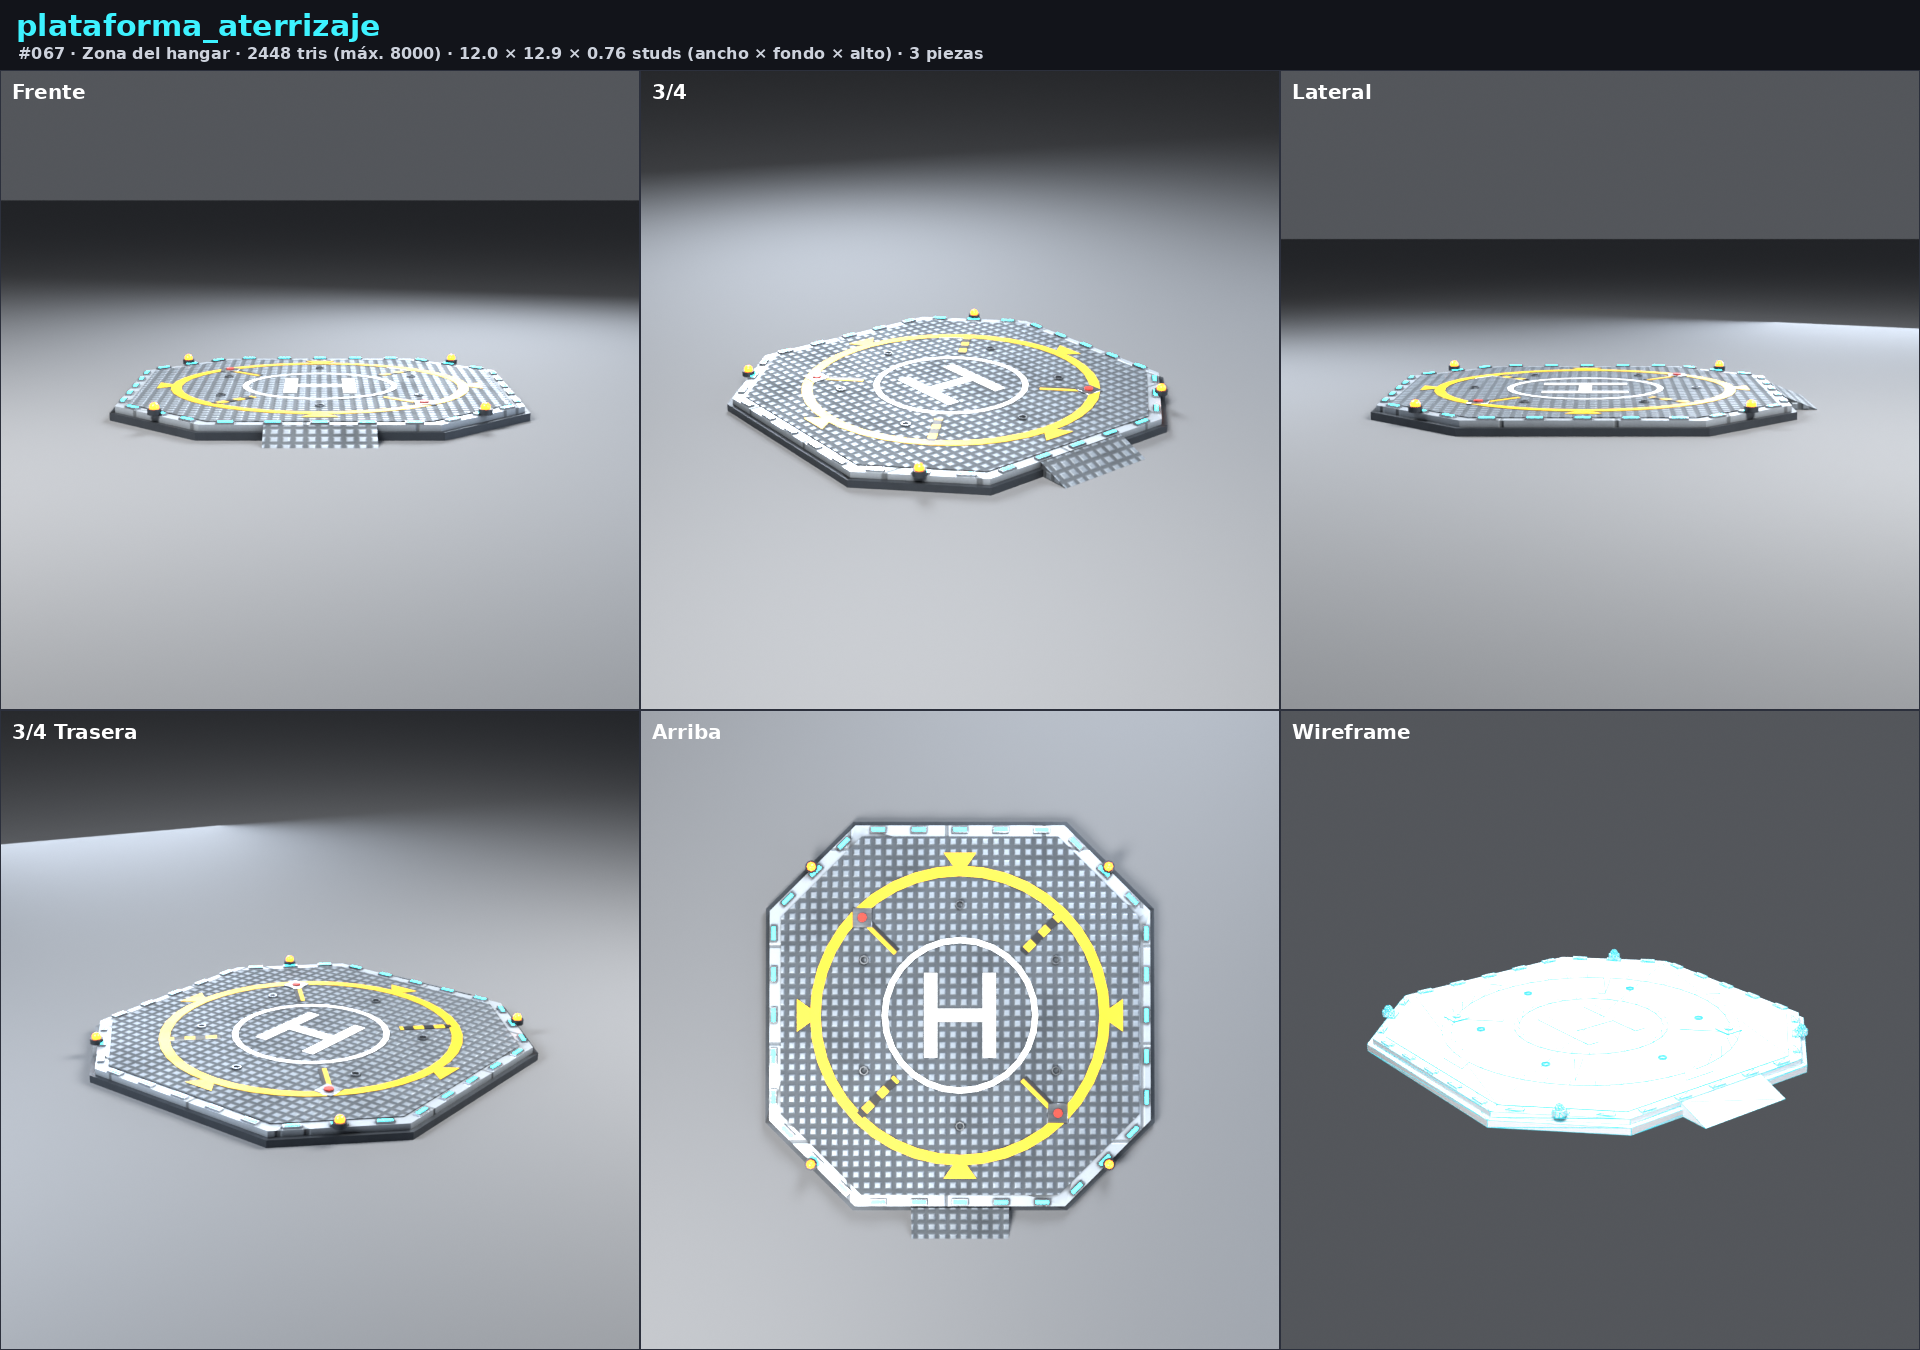 plataforma_aterrizaje
#067 · Zona del hangar · 2448 tris (máx. 8000) · 12.0 × 12.9 × 0.76 studs (ancho × fondo × alto) · 3 piezas
Frente
3/4
Lateral
H
3/4 Trasera
Arriba
Wireframe
H
H